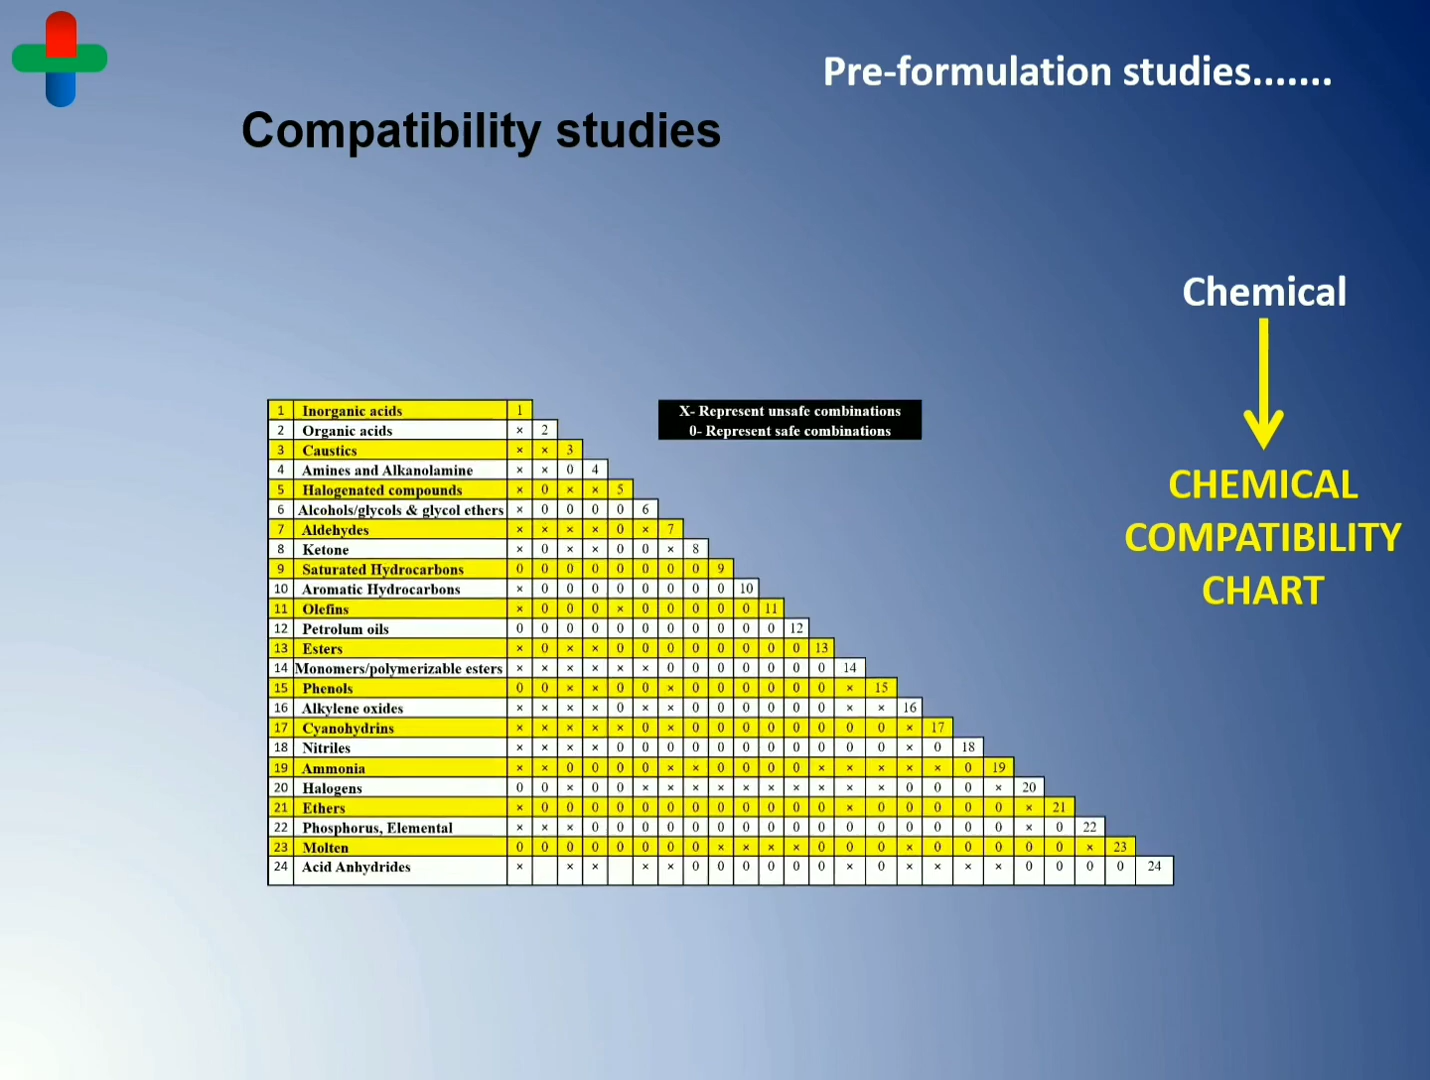 Pre-formulation studies.......
Compatibility studies
Chemical
CHEMICAL
COMPATIBILITY
CHART
X- Represent unsafe combinations
0- Represent safe combinations
1 Inorganic acids 1
2 Organic acids × 2
3 Caustics × × 3
4 Amines and Alkanolamine × × 0 4
5 Halogenated compounds × 0 × × 5
6 Alcohols/glycols & glycol ethers × 0 0 0 0 6
7 Aldehydes × × × × 0 × 7
8 Ketone × 0 × × 0 0 × 8
9 Saturated Hydrocarbons 0 0 0 0 0 0 0 0 9
10 Aromatic Hydrocarbons × 0 0 0 0 0 0 0 0 10
11 Olefins × 0 0 0 × 0 0 0 0 0 11
12 Petrolum oils 0 0 0 0 0 0 0 0 0 0 0 12
13 Esters × 0 × × 0 0 0 0 0 0 0 0 13
14 Monomers/polymerizable esters × × × × × × 0 0 0 0 0 0 0 14
15 Phenols 0 0 × × 0 0 × 0 0 0 0 0 0 × 15
16 Alkylene oxides × × × × 0 × × 0 0 0 0 0 0 × × 16
17 Cyanohydrins × × × × × 0 × 0 0 0 0 0 0 0 0 × 17
18 Nitriles × × × × 0 0 0 0 0 0 0 0 0 0 0 × 0 18
19 Ammonia × × 0 0 0 0 × × 0 0 0 0 × × × × × 0 19
20 Halogens 0 0 × 0 0 × × × × × × × × × × 0 0 0 × 20
21 Ethers × 0 0 0 0 0 0 0 0 0 0 0 0 × 0 0 0 0 0 × 21
22 Phosphorus, Elemental × × × 0 0 0 0 0 0 0 0 0 0 0 0 0 0 0 0 × 0 22
23 Molten 0 0 0 0 0 0 0 0 × × × × 0 0 0 × 0 0 0 0 0 × 23
24 Acid Anhydrides × × × × × 0 0 0 0 0 0 × 0 × × × × 0 0 0 0 24